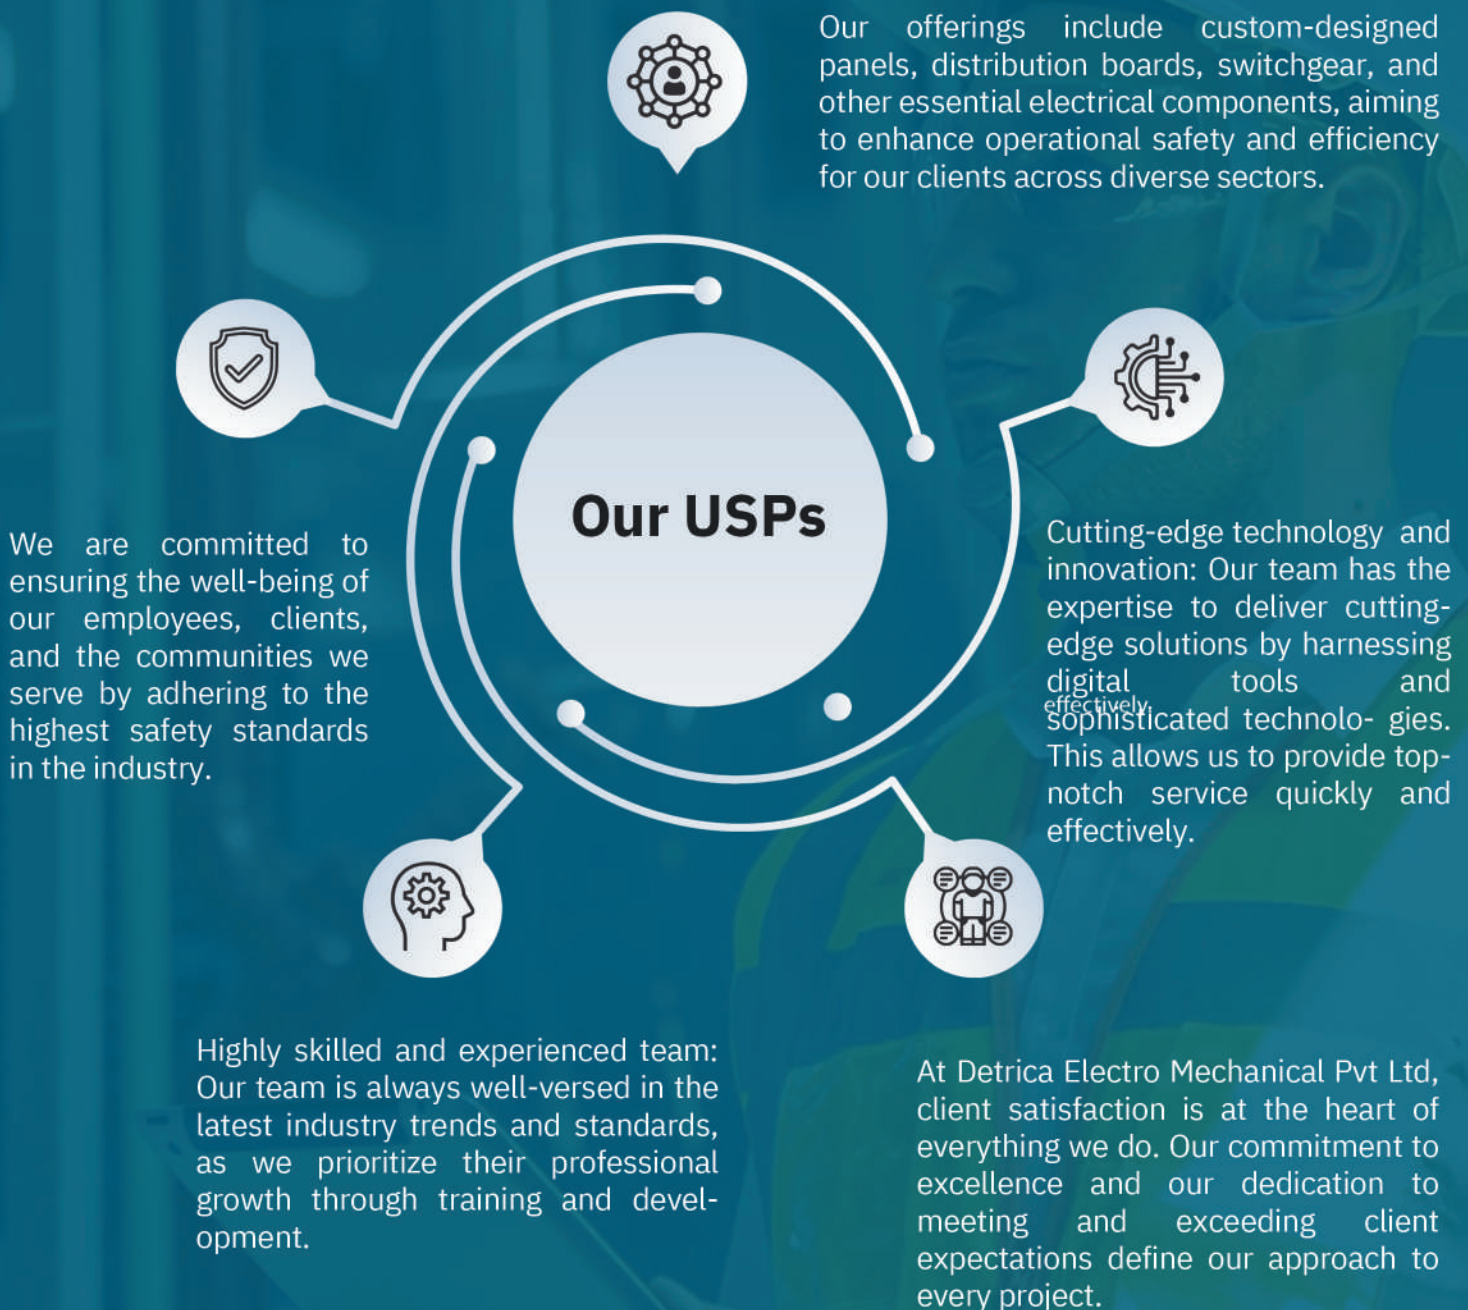 Our offerings include custom-designed
panels, distribution boards, switchgear, and
other essential electrical components, aiming
to enhance operational safety and efficiency
for our clients across diverse sectors.
Our USPs
We are committed to
ensuring the well-being of
our employees, clients,
and the communities we
serve by adhering to the
highest safety standards
in the industry.
Cutting-edge technology and
innovation: Our team has the
expertise to deliver cutting-
edge solutions by harnessing
digital tools and
effectively.
sophisticated technolo- gies.
This allows us to provide top-
notch service quickly and
effectively.
Highly skilled and experienced team:
Our team is always well-versed in the
latest industry trends and standards,
as we prioritize their professional
growth through training and devel-
opment.
At Detrica Electro Mechanical Pvt Ltd,
client satisfaction is at the heart of
everything we do. Our commitment to
excellence and our dedication to
meeting and exceeding client
expectations define our approach to
every project.